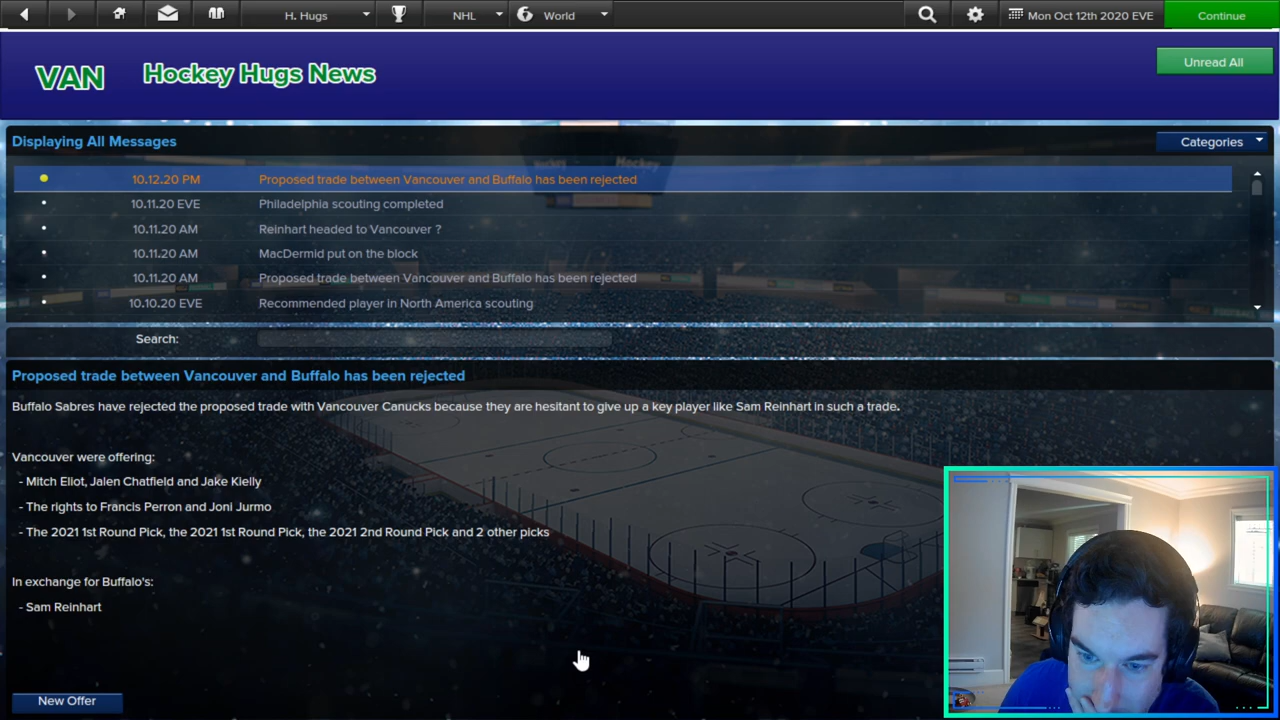 H. Hugs
NHL
World
Mon Oct 12th 2020 EVE
Continue
VAN
Hockey Hugs News
Unread All
Displaying All Messages
Categories
10.12.20 PM Proposed trade between Vancouver and Buffalo has been rejected
10.11.20 EVE Philadelphia scouting completed
10.11.20 AM Reinhart headed to Vancouver ?
10.11.20 AM MacDermid put on the block
10.11.20 AM Proposed trade between Vancouver and Buffalo has been rejected
10.10.20 EVE Recommended player in North America scouting
Search:
Proposed trade between Vancouver and Buffalo has been rejected
Buffalo Sabres have rejected the proposed trade with Vancouver Canucks because they are hesitant to give up a key player like Sam Reinhart in such a trade.
Vancouver were offering:
- Mitch Eliot, Jalen Chatfield and Jake Kielly
- The rights to Francis Perron and Joni Jurmo
- The 2021 1st Round Pick, the 2021 1st Round Pick, the 2021 2nd Round Pick and 2 other picks
In exchange for Buffalo's:
- Sam Reinhart
New Offer